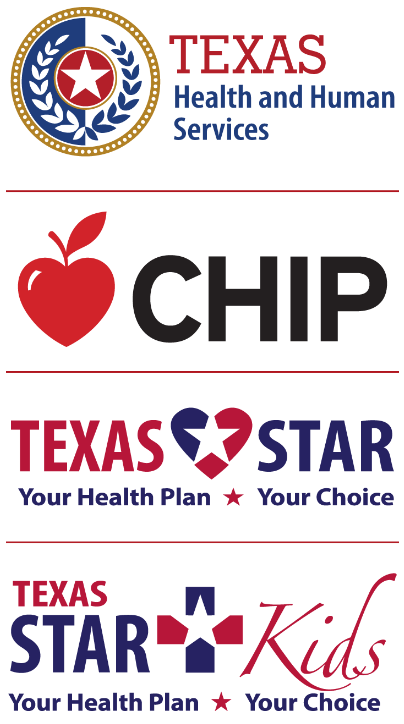 TEXAS
Health and Human
Services
CHIP
TEXAS STAR
Your Health Plan ★ Your Choice
TEXAS
STAR Kids
Your Health Plan ★ Your Choice